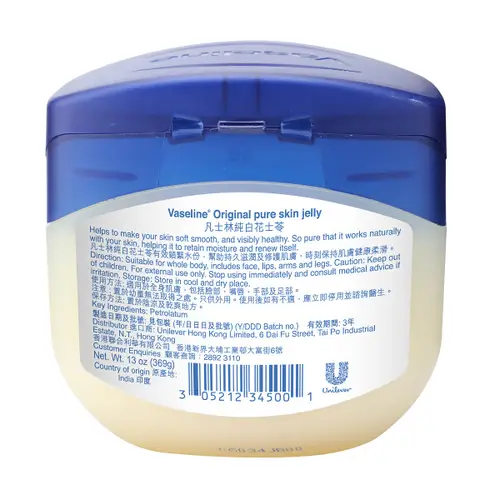 Vaseline
Vaseline® Original pure skin jelly
凡士林純白花士苓
Helps to make your skin soft smooth, and visibly healthy. So pure that it works naturally
with your skin, helping it to retain moisture and renew itself.
凡士林純白花士苓有效鎖緊水份，幫助持久滋潤及修護肌膚，時刻保持肌膚健康柔滑。
Direction: Suitable for whole body, includes face, lips, arms and legs. Caution: Keep out
of children. For external use only. Stop using immediately and consult medical advice if
irritation, Storage: Store in cool and dry place.
使用方法：適用於全身肌膚，包括臉部、嘴唇、手部及足部。
注意：置於幼童無法取得之處。只供外用。使用後如有不適，應立即停用並諮詢醫生。
保存方法：置於陰涼及乾爽地方。
Key Ingredients: Petrolatum
製造日期及批號: 見包裝 (年/日日日及批號) (Y/DDD Batch no.) 有效期間: 3年
Distributor 進口商: Unilever Hong Kong Limited, 6 Dai Fu Street, Tai Po Industrial
Estate, N.T., Hong Kong
香港聯合利華有限公司 香港新界大埔工業邨大富街6號
Customer Enquiries 顧客查詢: 2892 3110
Net Wt. 13 oz (369g)
Country of origin 原產地:
India 印度
3 05212 34500 1
Unilever